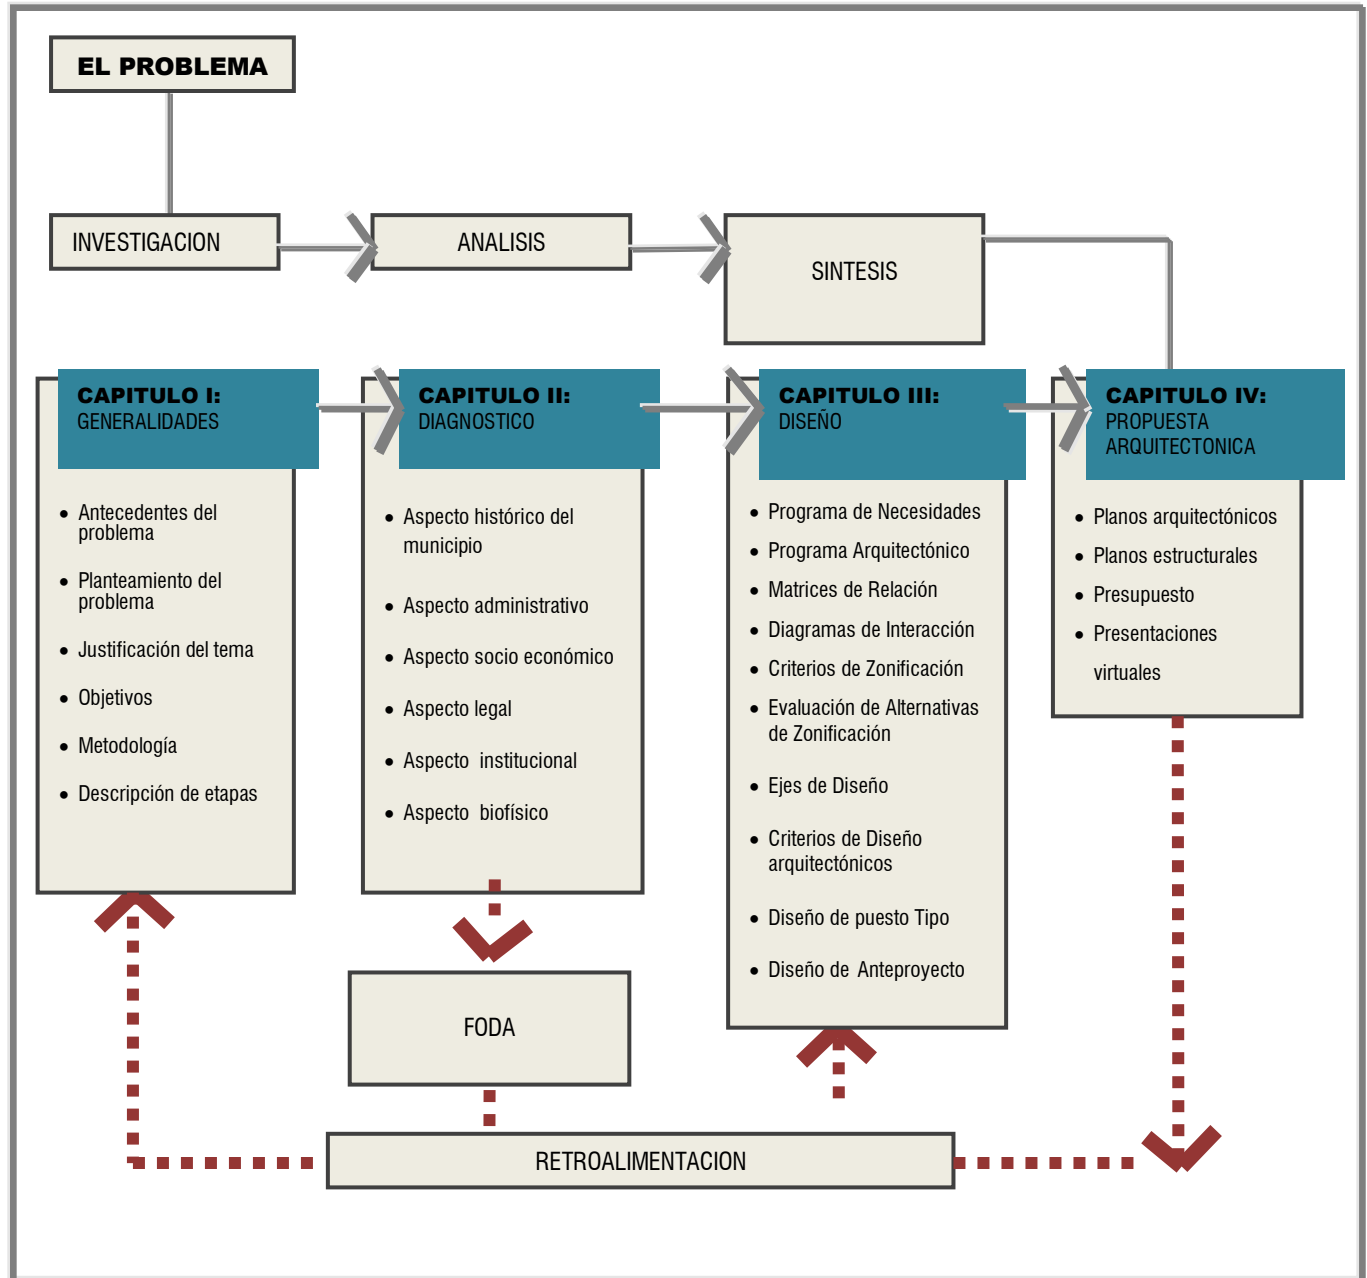 EL PROBLEMA
INVESTIGACION
ANALISIS
SINTESIS
CAPITULO I:
GENERALIDADES
• Antecedentes del
problema
• Planteamiento del
problema
• Justificación del tema
• Objetivos
• Metodología
• Descripción de etapas
CAPITULO II:
DIAGNOSTICO
• Aspecto histórico del
municipio
• Aspecto administrativo
• Aspecto socio económico
• Aspecto legal
• Aspecto institucional
• Aspecto biofísico
CAPITULO III:
DISEÑO
• Programa de Necesidades
• Programa Arquitectónico
• Matrices de Relación
• Diagramas de Interacción
• Criterios de Zonificación
• Evaluación de Alternativas
de Zonificación
• Ejes de Diseño
• Criterios de Diseño
arquitectónicos
• Diseño de puesto Tipo
• Diseño de Anteproyecto
CAPITULO IV:
PROPUESTA
ARQUITECTONICA
• Planos arquitectónicos
• Planos estructurales
• Presupuesto
• Presentaciones
virtuales
FODA
RETROALIMENTACION